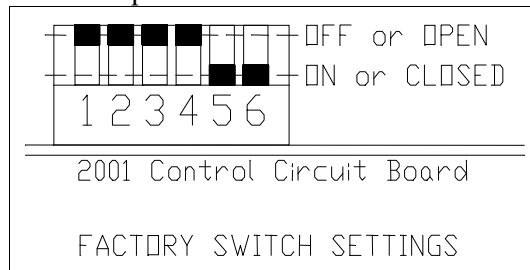 OFF or OPEN
ON or CLOSED
1 2 3 4 5 6
2001 Control Circuit Board
FACTORY SWITCH SETTINGS